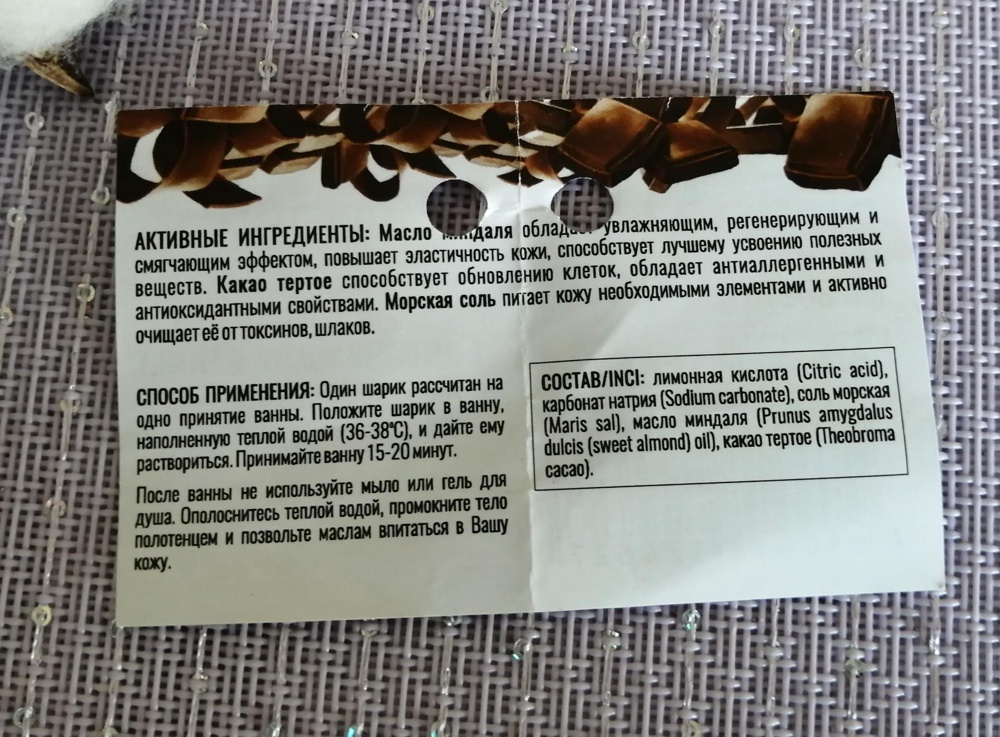 АКТИВНЫЕ ИНГРЕДИЕНТЫ: Масло миндаля увлажняющим, регенерирующим и
смягчающим эффектом, повышает эластичность кожи, способствует лучшему усвоению полезных
веществ. Какао тертое способствует обновлению клеток, обладает антиаллергенными и
антиоксидантными свойствами. Морская соль питает кожу необходимыми элементами и активно
очищает её от токсинов, шлаков.
СПОСОБ ПРИМЕНЕНИЯ: Один шарик рассчитан на
одно принятие ванны. Положите шарик в ванну,
наполненную теплой водой (36-38°С), и дайте ему
раствориться. Принимайте ванну 15-20 минут.
После ванны не используйте мыло или гель для
душа. Ополоснитесь теплой водой, промокните тело
полотенцем и позвольте маслам впитаться в Вашу
кожу.
СОСТАВ/INCI: лимонная кислота (Citric acid),
карбонат натрия (Sodium carbonate), соль морская
(Maris sal), масло миндаля (Prunus amygdalus
dulcis (sweet almond) oil), какао тертое (Theobroma
cacao).